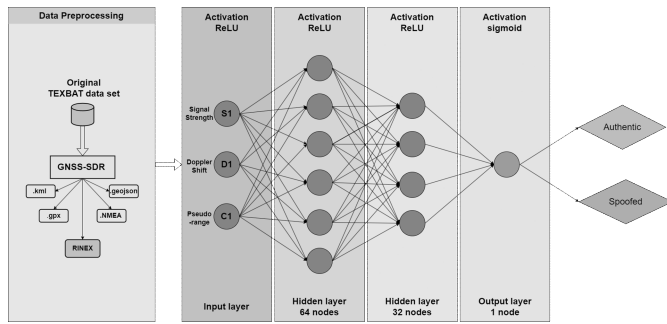 Data Preprocessing
Original
TEXBAT data set
GNSS-SDR
.kml
.geojson
.gpx
.NMEA
RINEX
Activation
ReLU
Signal
Strength
S1
Doppler
Shift
D1
Pseudo
-range
C1
Input layer
Activation
ReLU
Hidden layer
64 nodes
Activation
ReLU
Hidden layer
32 nodes
Activation
sigmoid
Output layer
1 node
Authentic
Spoofed